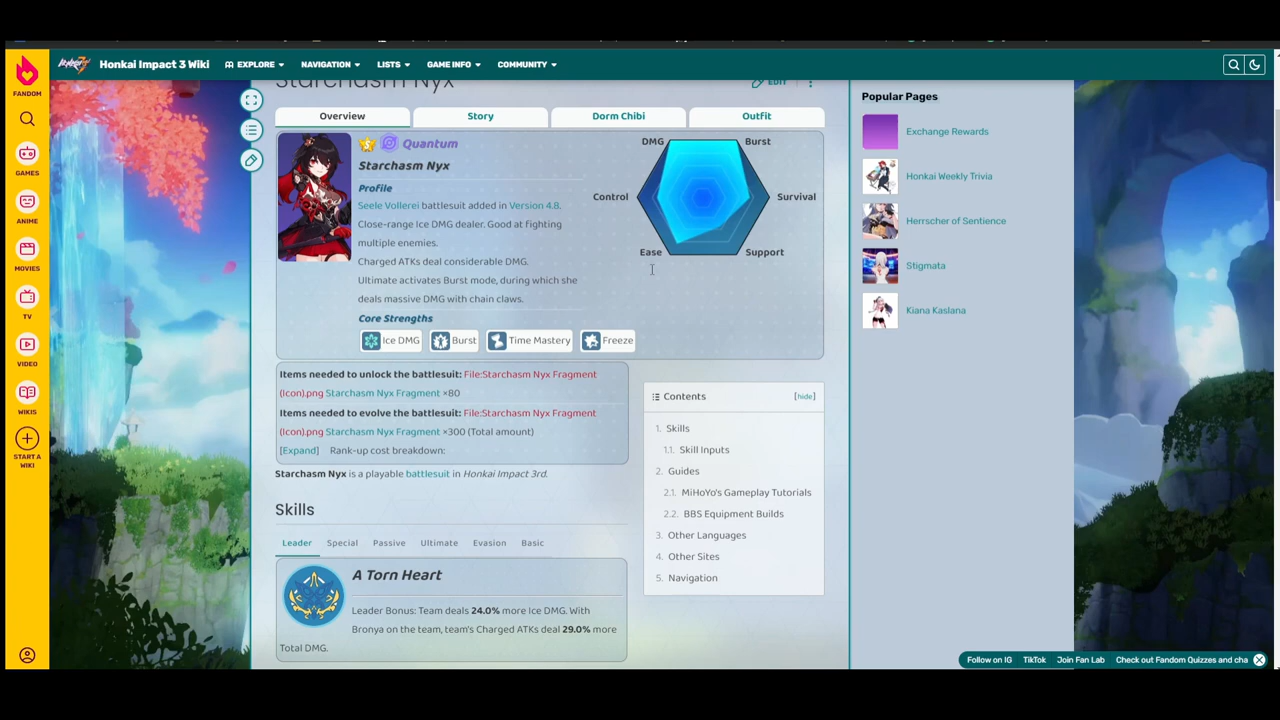 Honkai Impact 3 Wiki
EXPLORE
NAVIGATION
LISTS
GAME INFO
COMMUNITY
FANDOM
GAMES
ANIME
MOVIES
TV
VIDEO
WIKIS
START A
WIKI
Starchasm Nyx
EDIT
Overview
Story
Dorm Chibi
Outfit
Quantum
Starchasm Nyx
Profile
Seele Vollerei battlesuit added in Version 4.8.
Close-range Ice DMG dealer. Good at fighting
multiple enemies.
Charged ATKs deal considerable DMG.
Ultimate activates Burst mode, during which she
deals massive DMG with chain claws.
Core Strengths
Ice DMG
Burst
Time Mastery
Freeze
DMG
Burst
Control
Survival
Ease
Support
Items needed to unlock the battlesuit: File:Starchasm Nyx Fragment
(Icon).png Starchasm Nyx Fragment ×80
Items needed to evolve the battlesuit: File:Starchasm Nyx Fragment
(Icon).png Starchasm Nyx Fragment ×300 (Total amount)
[Expand] Rank-up cost breakdown:
Starchasm Nyx is a playable battlesuit in Honkai Impact 3rd.
Skills
Leader
Special
Passive
Ultimate
Evasion
Basic
A Torn Heart
Leader Bonus: Team deals 24.0% more Ice DMG. With
Bronya on the team, team's Charged ATKs deal 29.0% more
Total DMG.
Contents
[hide]
1. Skills
1.1. Skill Inputs
2. Guides
2.1. MiHoYo's Gameplay Tutorials
2.2. BBS Equipment Builds
3. Other Languages
4. Other Sites
5. Navigation
Popular Pages
Exchange Rewards
Honkai Weekly Trivia
Herrscher of Sentience
Stigmata
Kiana Kaslana
Follow on IG
TikTok
Join Fan Lab
Check out Fandom Quizzes and cha